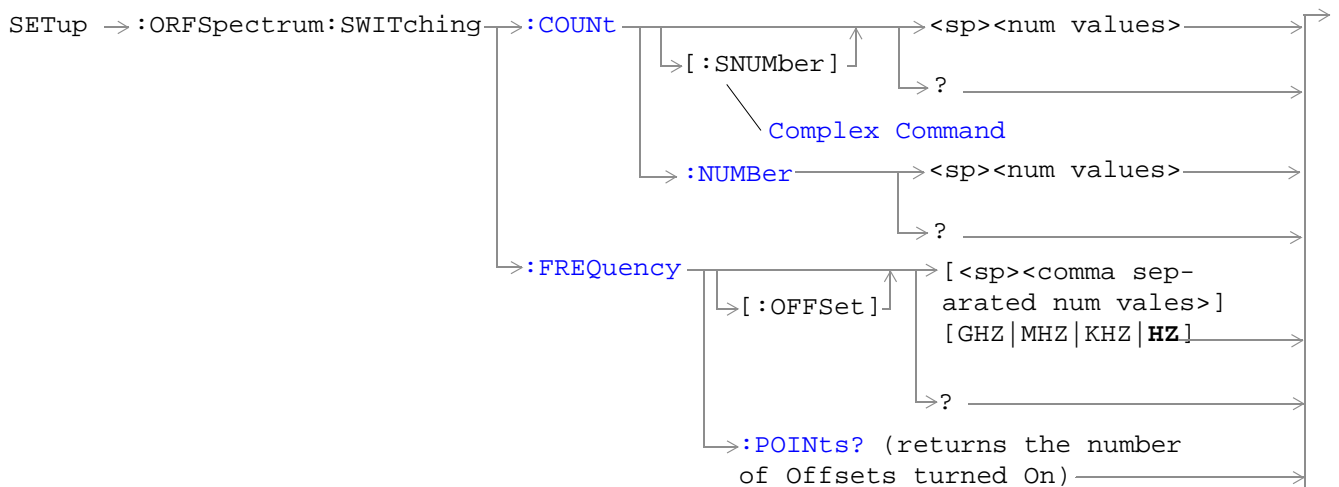 SETup :ORFSpectrum:SWITching :COUNt <sp><num values>
[:SNUMber] ?
Complex Command
:NUMBer <sp><num values>
?
:FREQuency [<sp><comma sep-
[:OFFSet] arated num vales>]
[GHZ|MHZ|KHZ|HZ]
?
:POINts? (returns the number
of Offsets turned On)